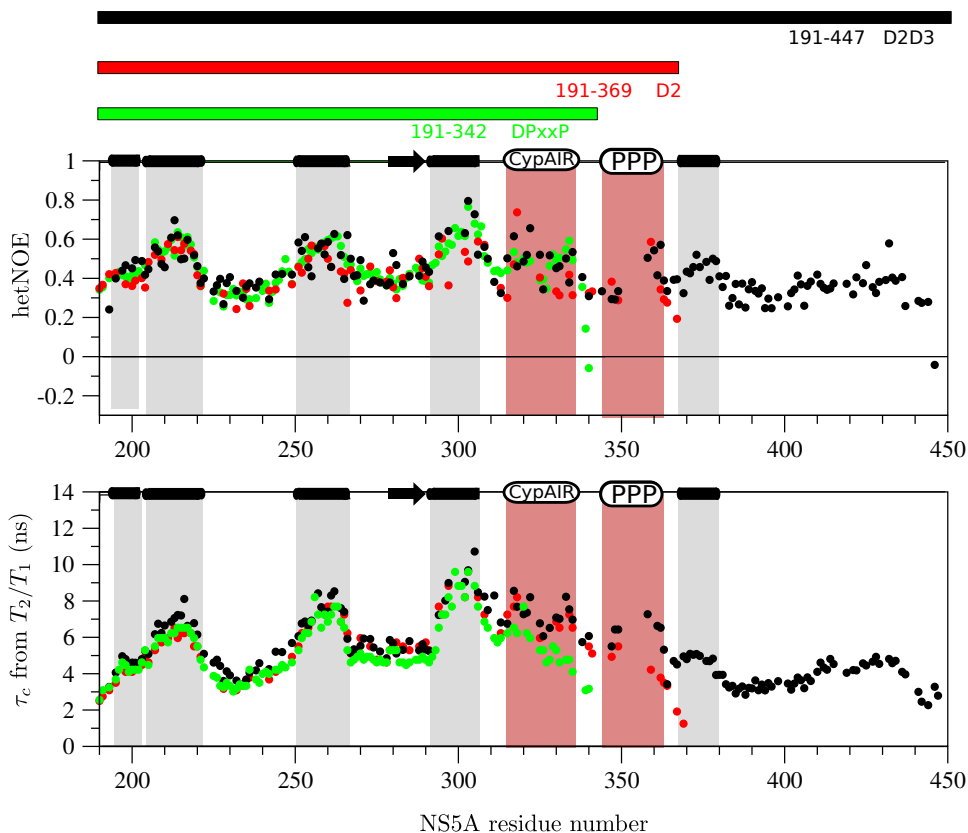 191-447 D2D3
191-369 D2
191-342 DPxxP
CypAIR PPP
1
0.8
0.6
0.4
0.2
0
-0.2
hetNOE
200 250 300 350 400 450
CypAIR PPP
14
12
10
8
6
4
2
0
τc from T2/T1 (ns)
200 250 300 350 400 450
NS5A residue number